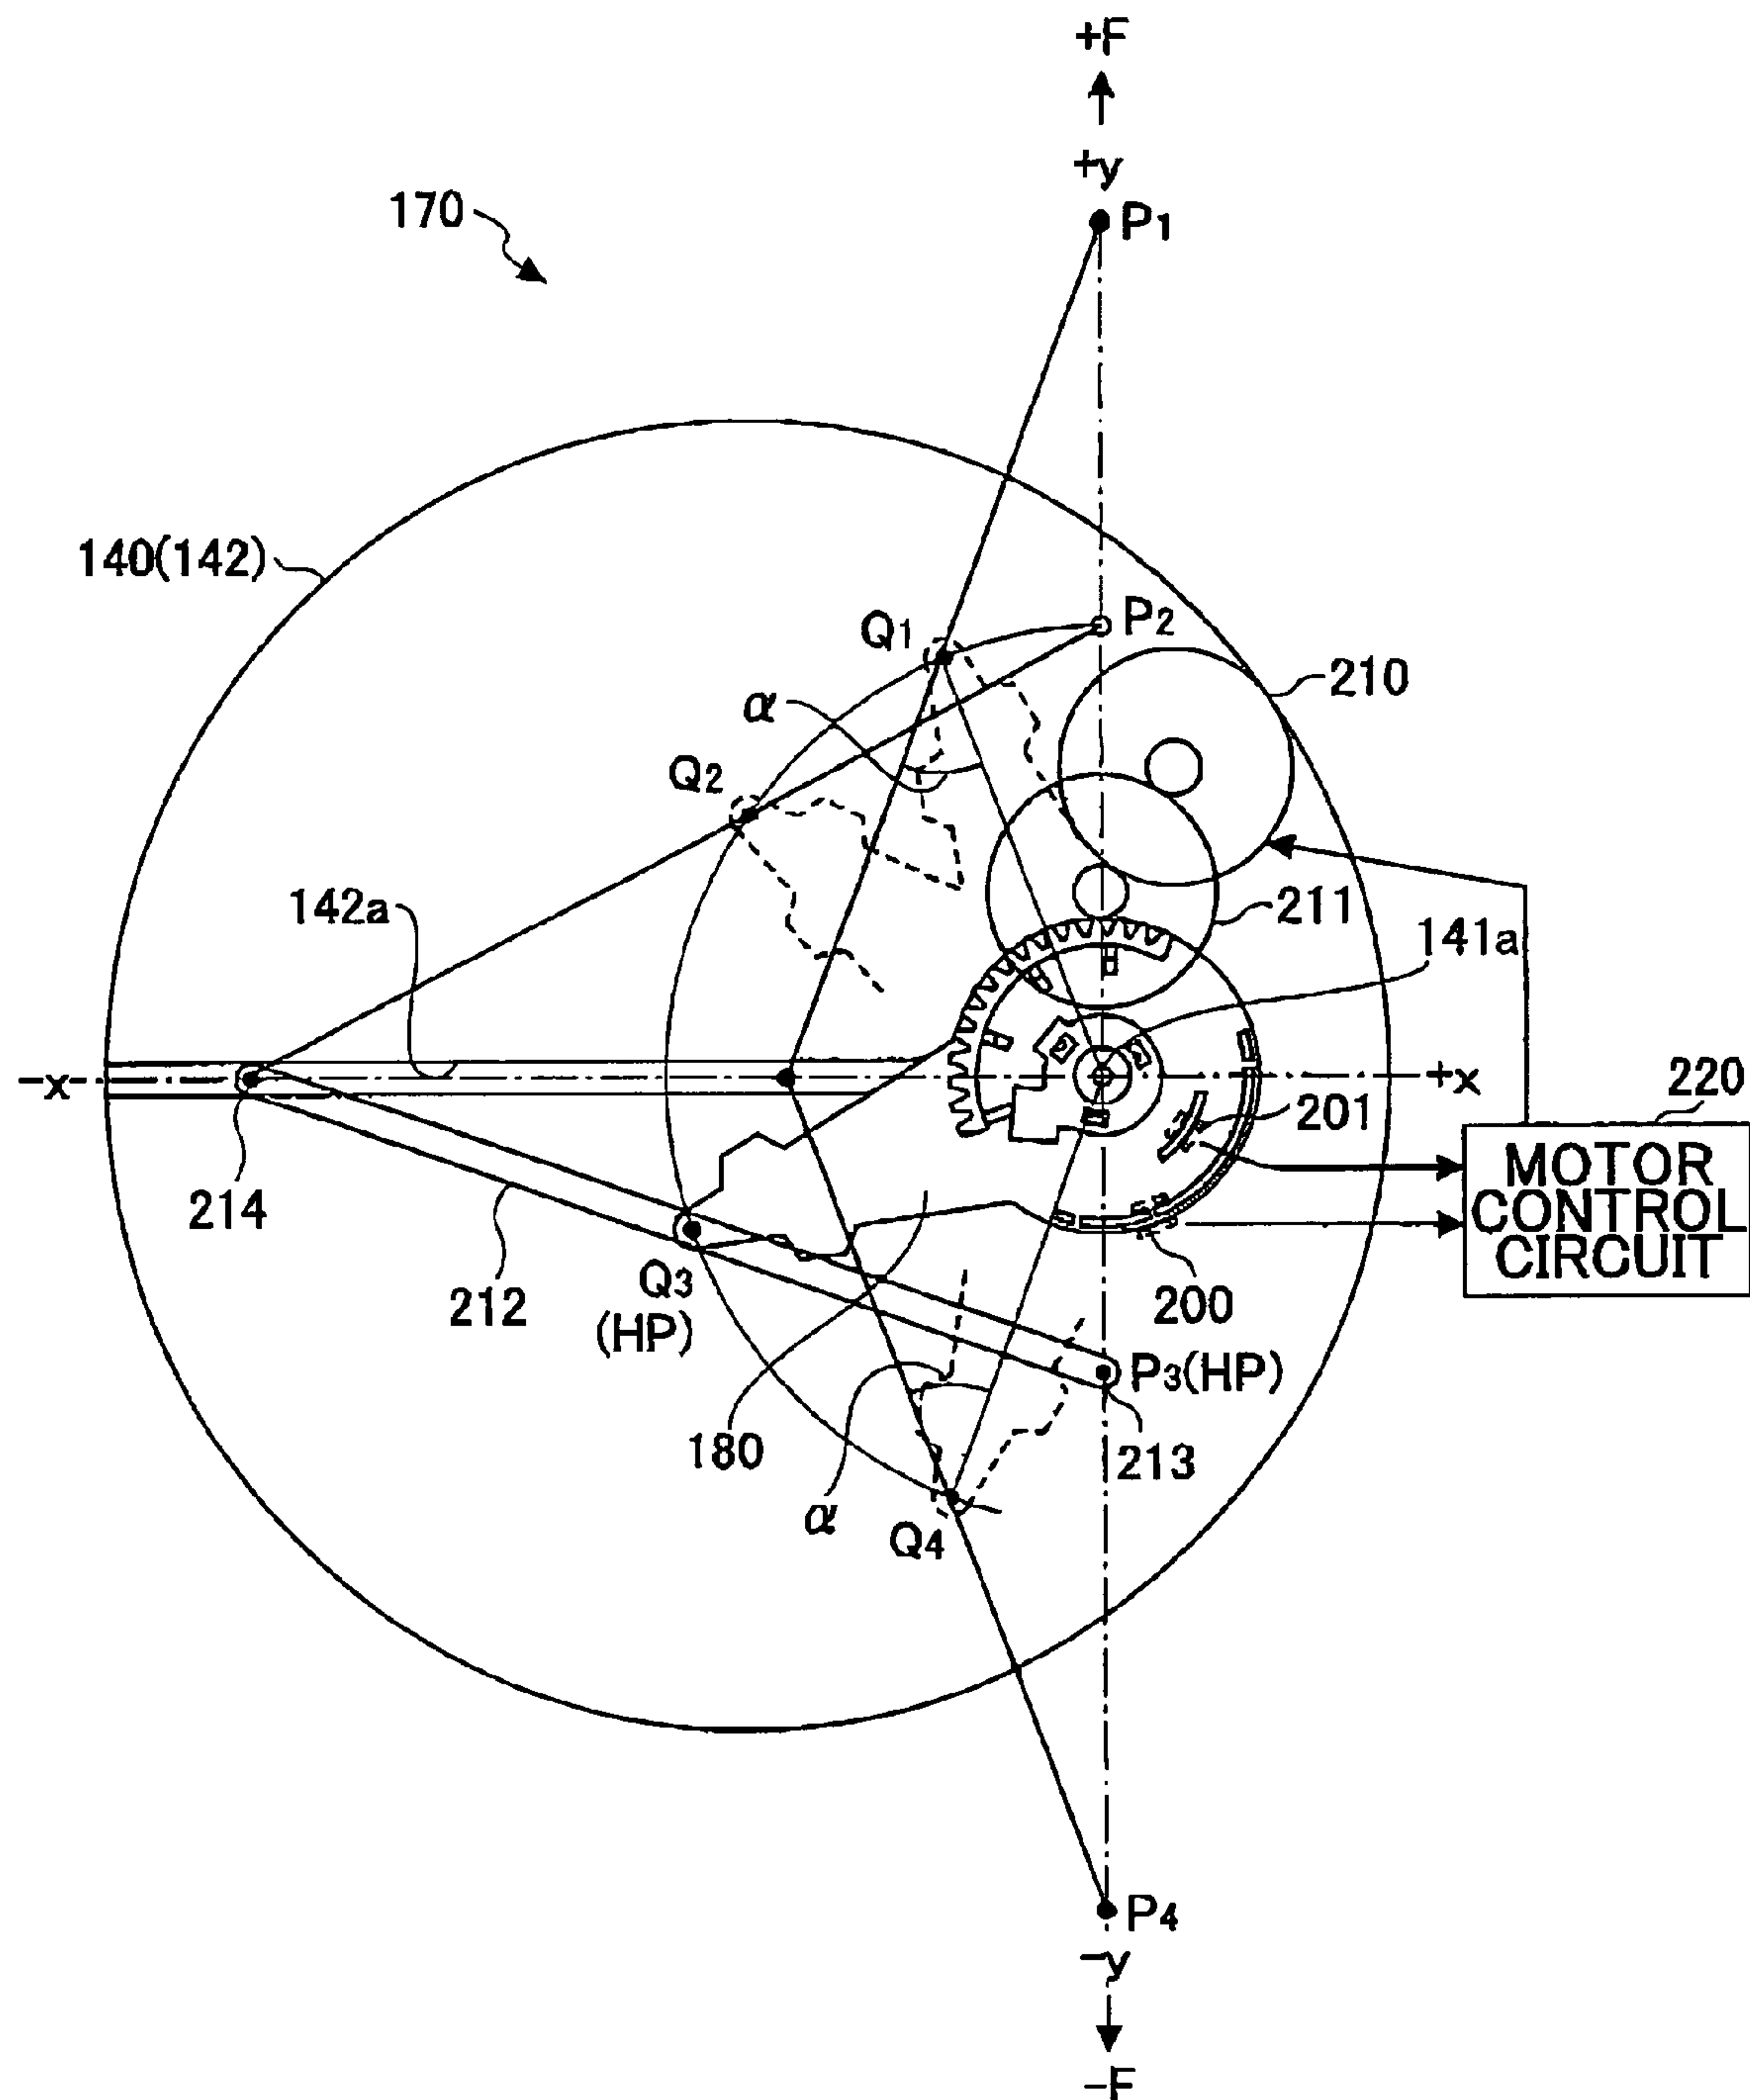 +F
+y
170
P1
140(142)
Q1
P2
α
210
Q2
142a
211
141a
-x
+x
220
201
MOTOR
CONTROL
CIRCUIT
214
Q3
(HP)
212
200
P3(HP)
180
213
α
Q4
P4
-y
-F